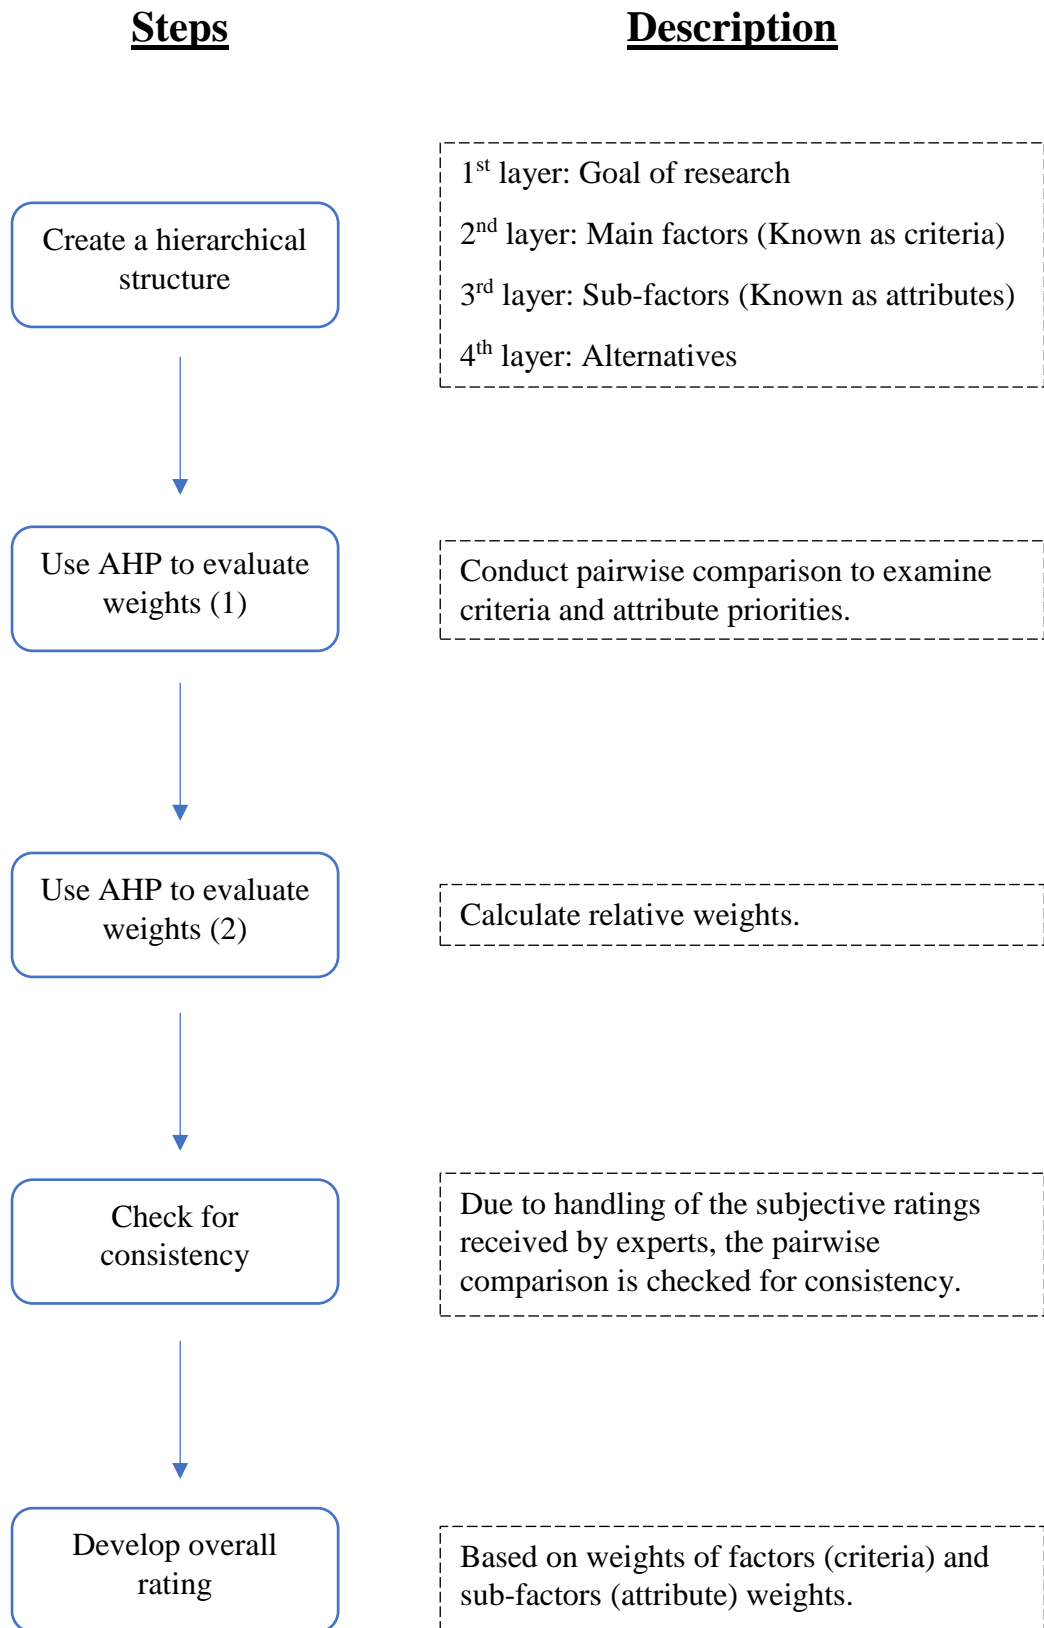 Steps
Description
Create a hierarchical
structure
1st layer: Goal of research
2nd layer: Main factors (Known as criteria)
3rd layer: Sub-factors (Known as attributes)
4th layer: Alternatives
Use AHP to evaluate
weights (1)
Conduct pairwise comparison to examine
criteria and attribute priorities.
Use AHP to evaluate
weights (2)
Calculate relative weights.
Check for
consistency
Due to handling of the subjective ratings
received by experts, the pairwise
comparison is checked for consistency.
Develop overall
rating
Based on weights of factors (criteria) and
sub-factors (attribute) weights.